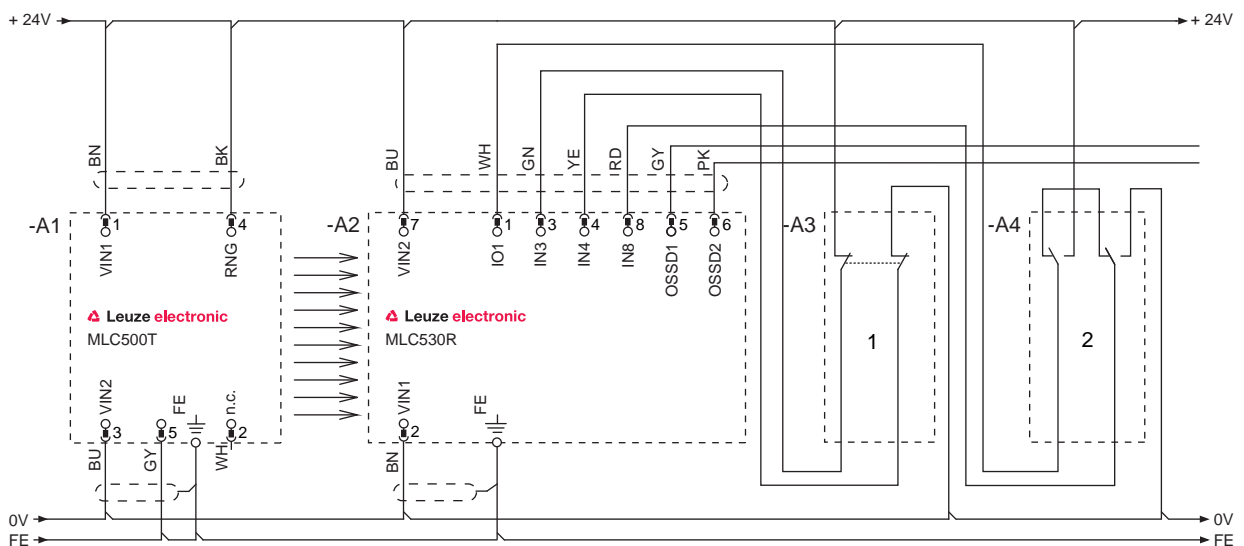 + 24V
+ 24V
BN
BK
BU
WH
GN
YE
RD
GY
PK
-A1
1
4
-A2
7
1
3
4
8
5
6
-A3
-A4
VIN1
RNG
VIN2
IO1
IN3
IN4
IN8
OSSD1
OSSD2
Leuze electronic
MLC500T
Leuze electronic
MLC530R
1
2
VIN2
FE
n.c.
VIN1
FE
3
5
2
2
BU
GY
WH
BN
0V
0V
FE
FE